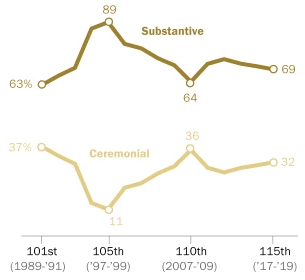 89
Substantive
63%
69
64
37%
36
Ceremonial
32
11
101st 105th 110th 115th
(1989-'91) ('97-'99) (2007-'09) ('17-'19)